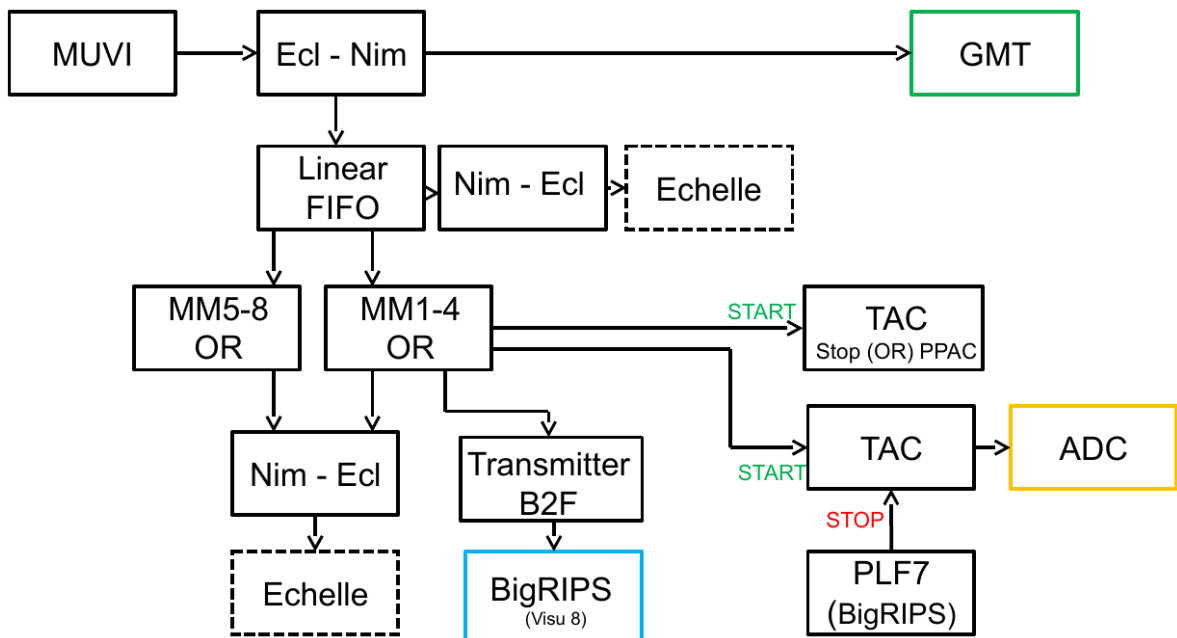 MUVI
Ecl - Nim
GMT
Linear
FIFO
Nim - Ecl
Echelle
MM5-8
OR
MM1-4
OR
START
TAC
Stop (OR) PPAC
Nim - Ecl
Transmitter
B2F
START
TAC
ADC
STOP
Echelle
BigRIPS
(Visu 8)
PLF7
(BigRIPS)